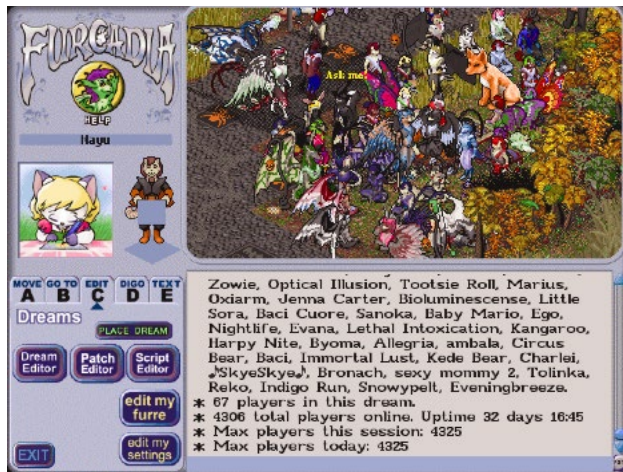 FURCADIA
HELP
Hayu
Ask me
MOVE GO TO EDIT DIGO TEXT
A B C D E
Dreams
PLACE DREAM
Dream Editor
Patch Editor
Script Editor
edit my furre
edit my settings
EXIT
Zowie, Optical Illusion, Tootsie Roll, Marius,
Oxiarm, Jenna Carter, Bioluminescense, Little
Sora, Baci Cuore, Sanoka, Baby Mario, Ego,
Nightlife, Evana, Lethal Intoxication, Kangaroo,
Harpy Nite, Byoma, Allegria, ambala, Circus
Bear, Baci, Immortal Lust, Kede Bear, Charlei,
♪SkyeSkye♪, Bronach, sexy mommy 2, Tolinka,
Reko, Indigo Run, Snowypelt, Eveningbreeze.
* 67 players in this dream.
* 4306 total players online. Uptime 32 days 16:45
* Max players this session: 4325
* Max players today: 4325